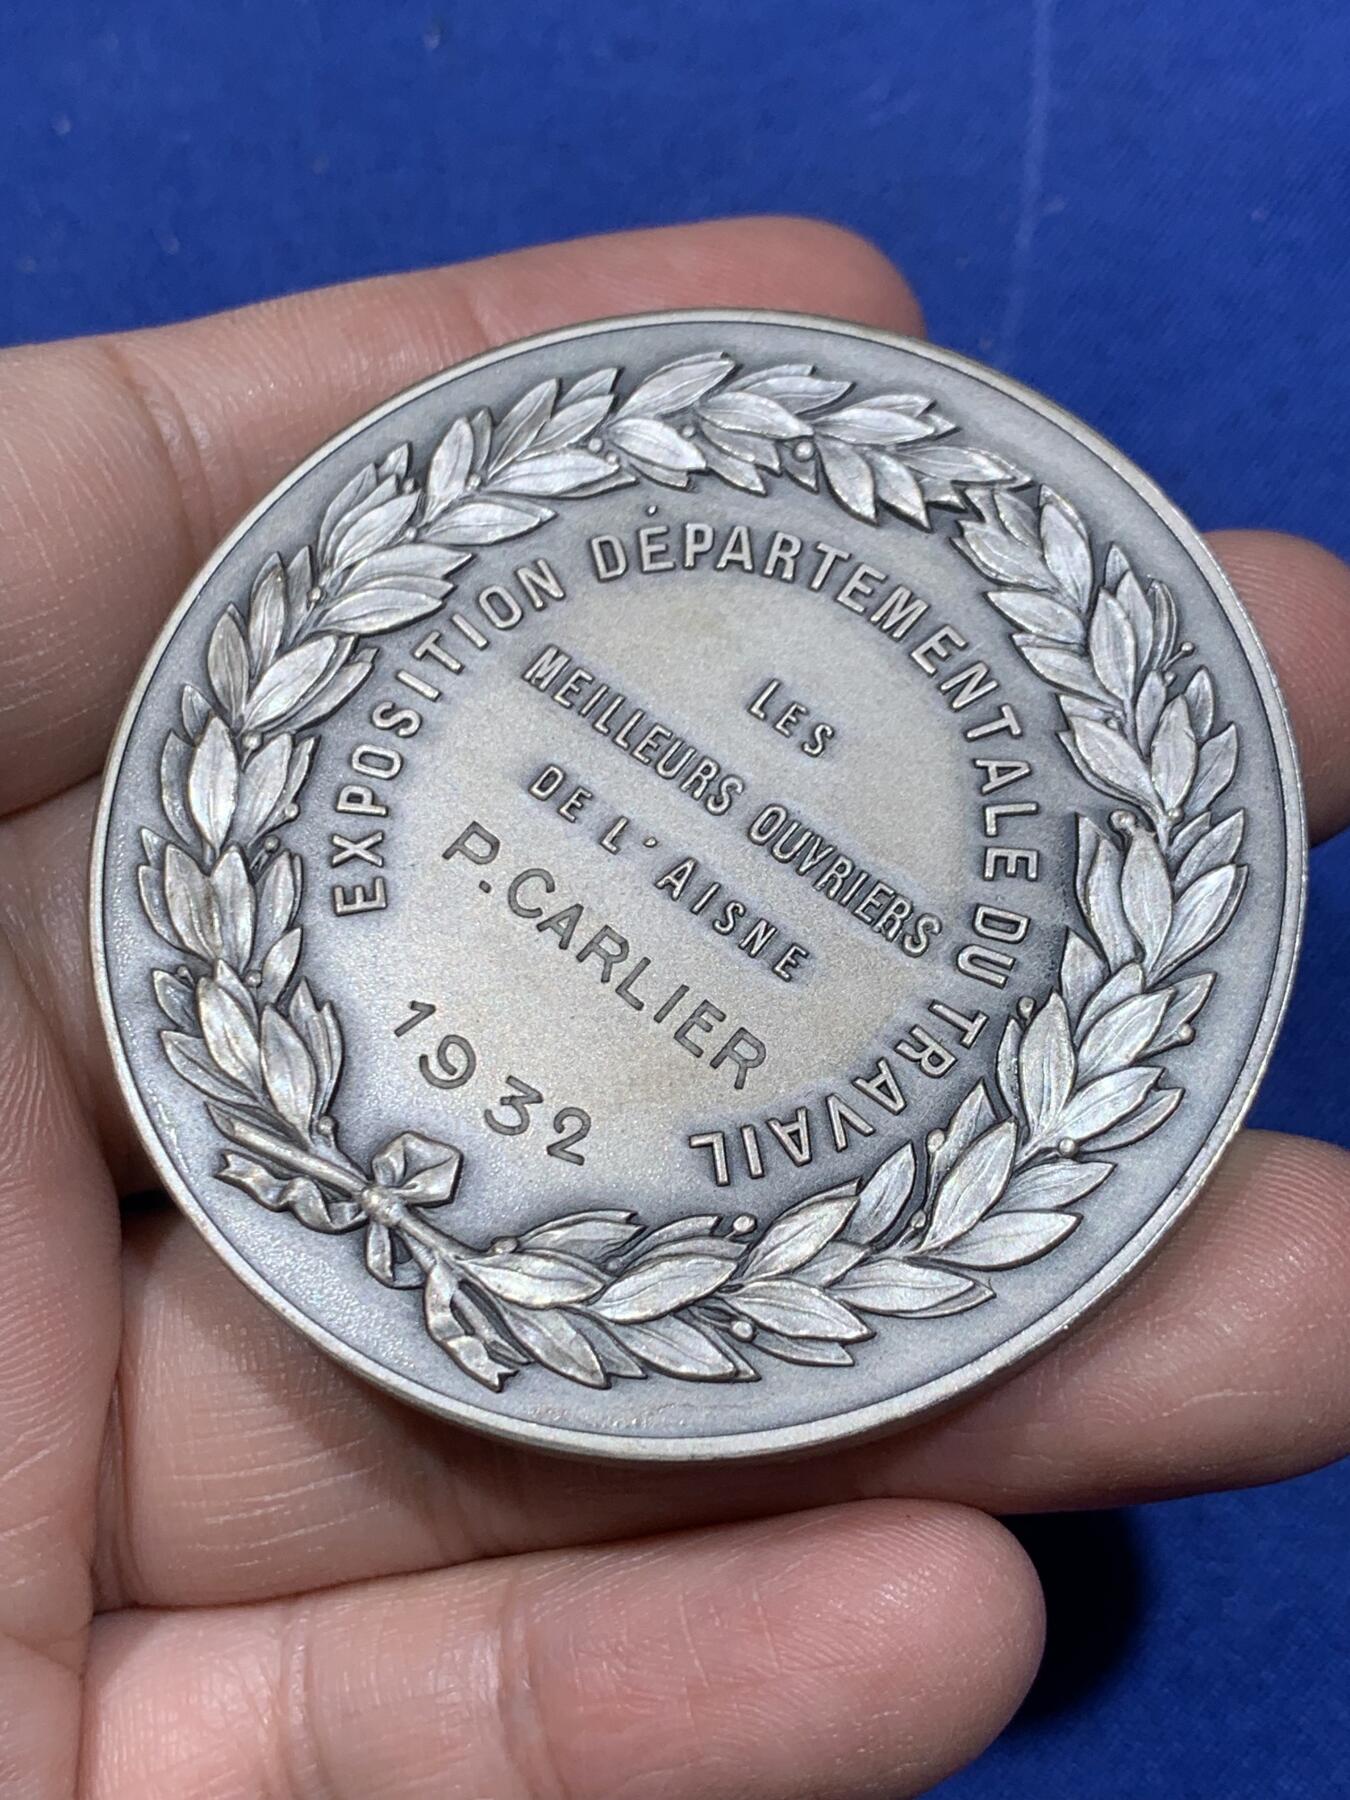 EXPOSITION DÉPARTEMENTALE DU TRAVAIL
LES
MEILLEURS OUVRIERS
DE L'AISNE
P. CARLIER
1932